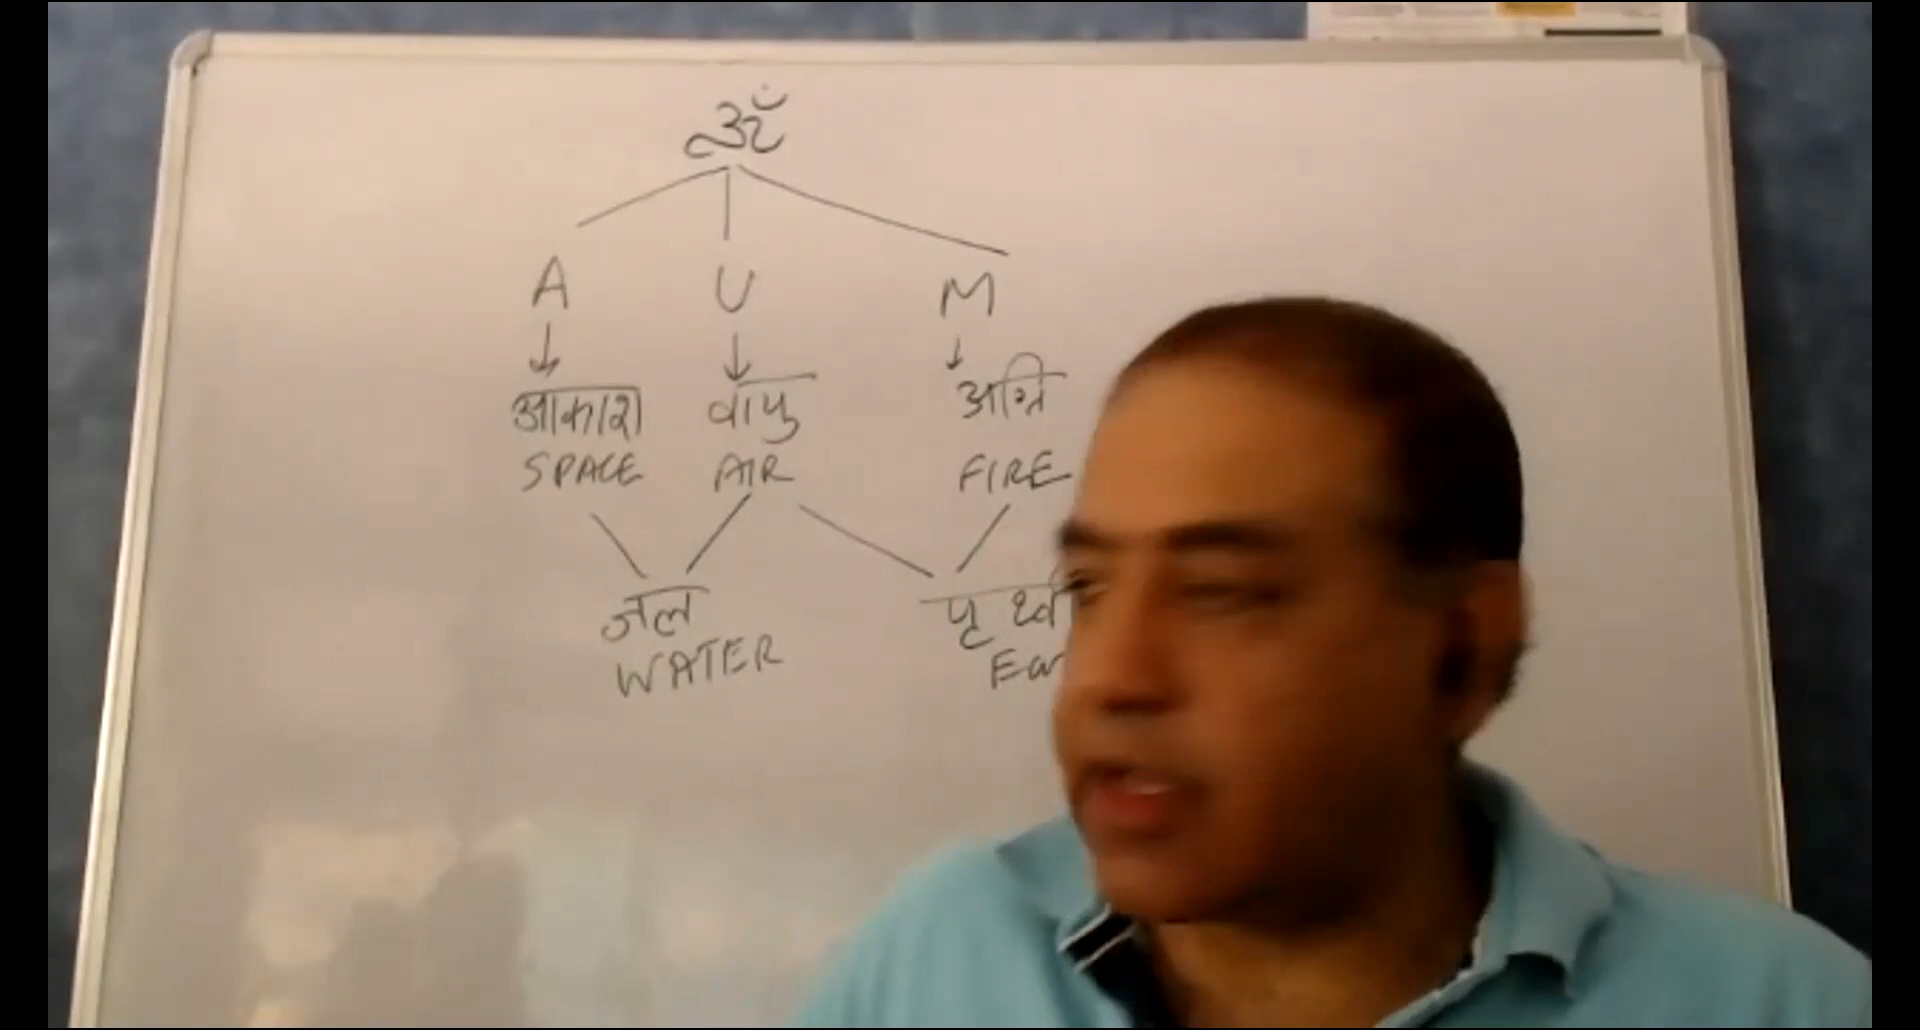 ॐ
A U M
आकाश वायु अग्नि
SPACE AIR FIRE
जल
WATER